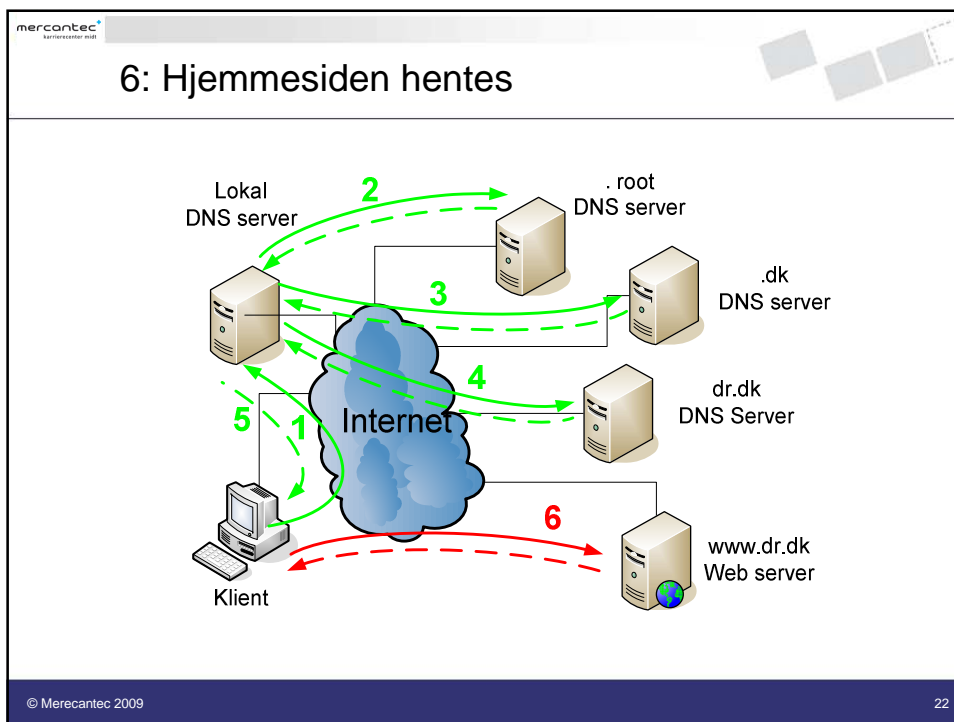 mercantec
karrierecenter midt
6: Hjemmesiden hentes
Lokal
DNS server
2
. root
DNS server
3
.dk
DNS server
4
dr.dk
DNS Server
5
1
Internet
6
www.dr.dk
Web server
Klient
© Merecantec 2009
22